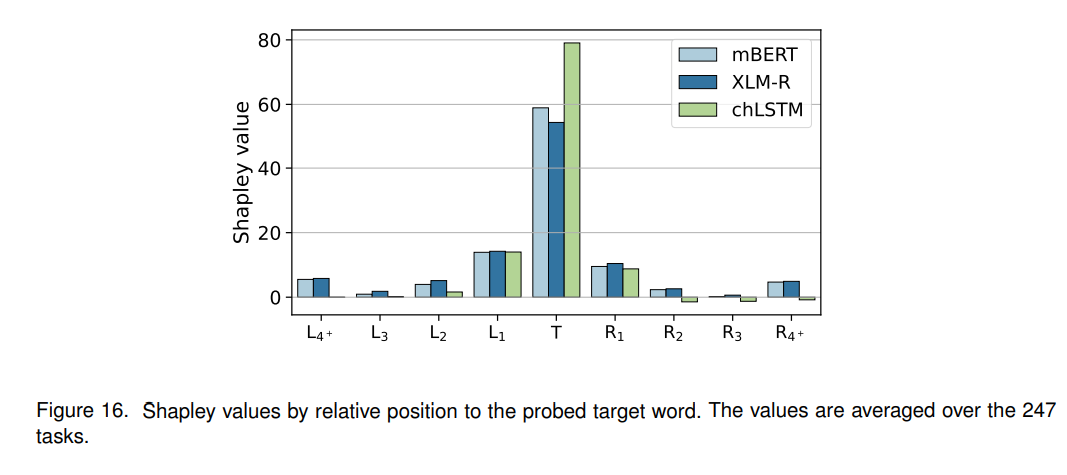 80
60
40
20
0
Shapley value
mBERT
XLM-R
chLSTM
L4+ L3 L2 L1 T R1 R2 R3 R4+
Figure 16. Shapley values by relative position to the probed target word. The values are averaged over the 247
tasks.